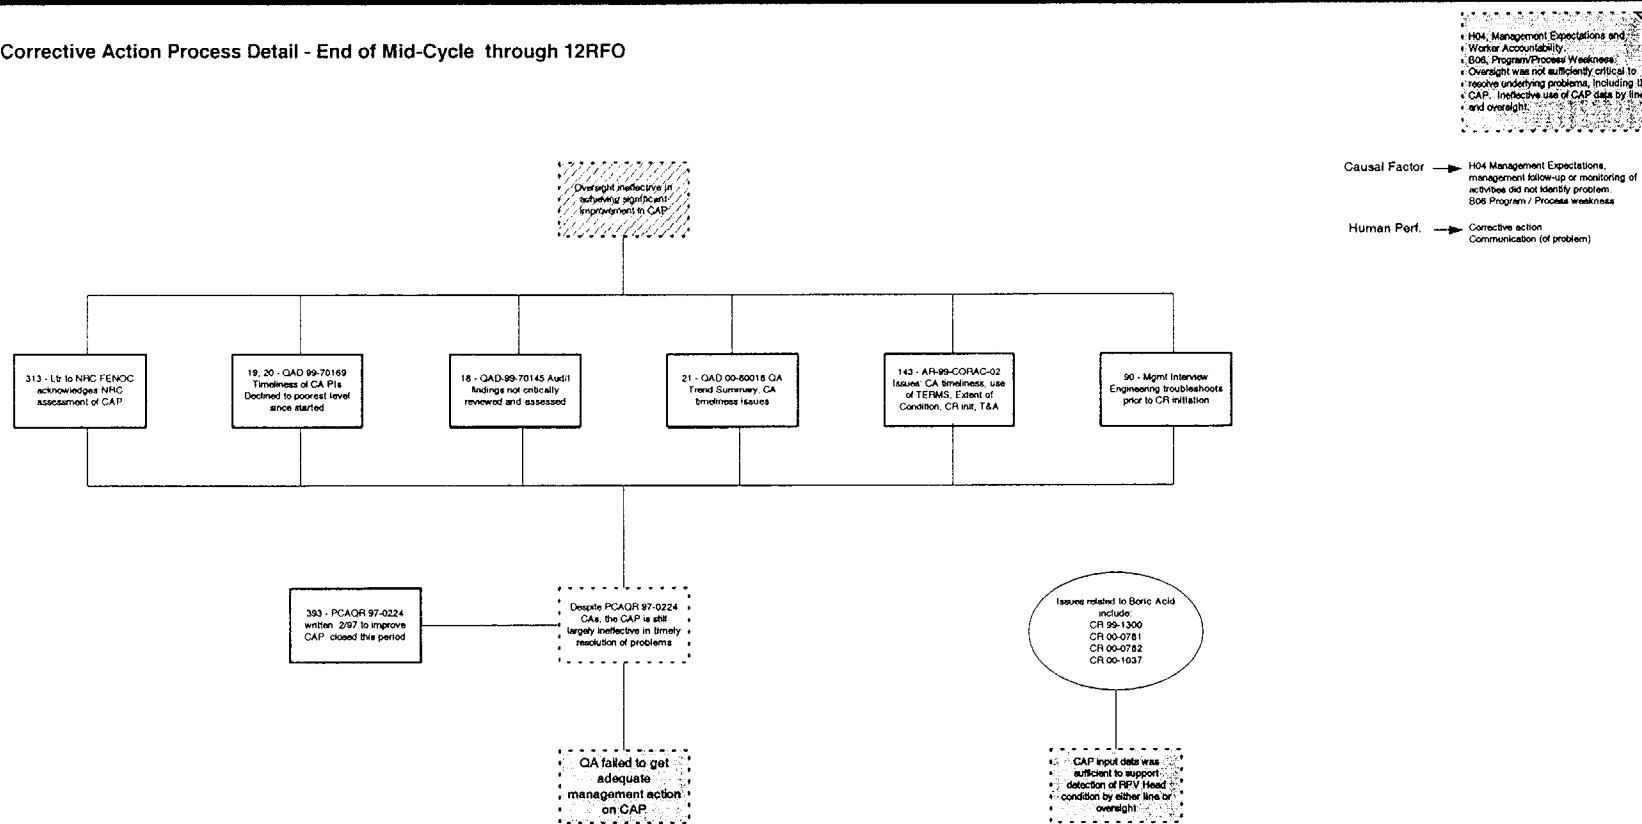 Corrective Action Process Detail - End of Mid-Cycle through 12RFO
H04, Management Expectations and
Worker Accountability.
B06, Program/Process Weakness
Oversight was not sufficiently critical to
resolve underlying problems, including
CAP. Ineffective use of CAP data by line
and oversight.
Causal Factor
H04 Management Expectations,
management follow-up or monitoring of
activities did not identify problem.
B06 Program / Process weakness
Human Perf.
Corrective action
Communication (of problem)
Oversight ineffective in
achieving significant
improvement in CAP
313 - Ltr to NRC FENOC
acknowledges NRC
assessment of CAP
19, 20 - QAD 99-70169
Timeliness of CA PIs
Declined to poorest level
since started
18 - QAD-99-70145 Audit
findings not critically
reviewed and assessed
21 - QAD 00-80018 QA
Trend Summary, CA
timeliness issues
143 - AR-99-CORAC-02
Issues: CA timeliness, use
of TERMS, Extent of
Condition, CR init, T&A
90 - Mgmt Interview
Engineering troubleshoots
prior to CR initiation
393 - PCAQR 97-0224
written 2/97 to improve
CAP closed this period
Despite PCAQR 97-0224
CAs, the CAP is still
largely ineffective in timely
resolution of problems
Issues related to Boric Acid
include:
CR 99-1300
CR 00-0781
CR 00-0782
CR 00-1037
QA failed to get
adequate
management action
on CAP
CAP input data was
sufficient to support
detection of RPV Head
condition by either line or
oversight